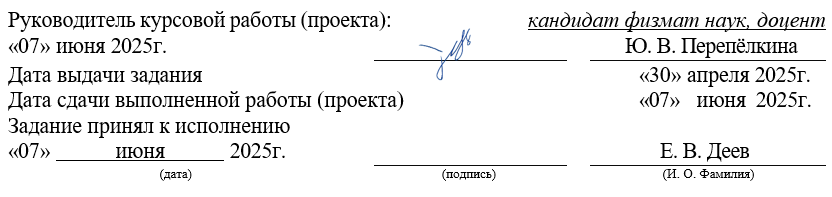 Руководитель курсовой работы (проекта): кандидат физмат наук, доцент
«07» июня 2025г. Ю. В. Перепёлкина
Дата выдачи задания «30» апреля 2025г.
Дата сдачи выполненной работы (проекта) «07» июня 2025г.
Задание принял к исполнению
«07» июня 2025г. Е. В. Деев
(дата) (подпись) (И. О. Фамилия)